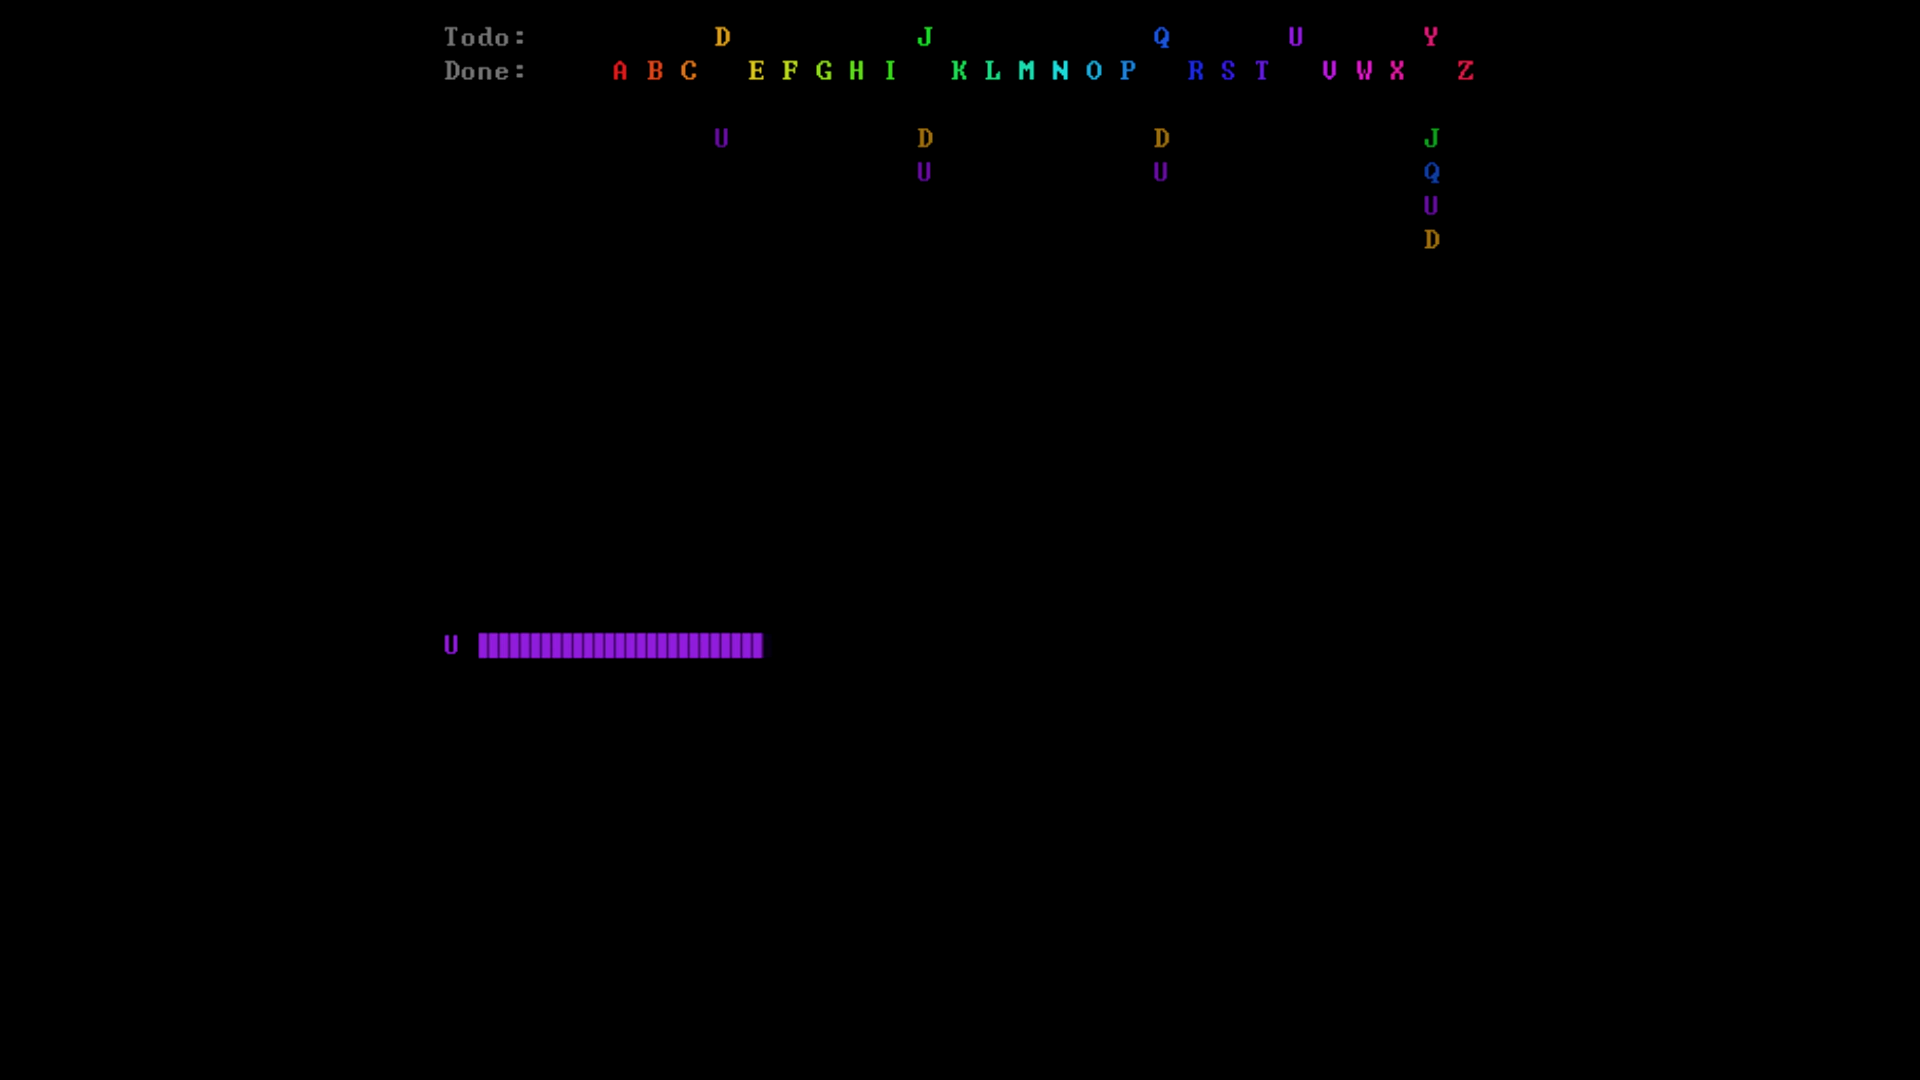 Todo: D J Q U Y
Done: A B C E F G H I K L M N O P R S T V W X Z
U D D J
U U Q
U
D
U